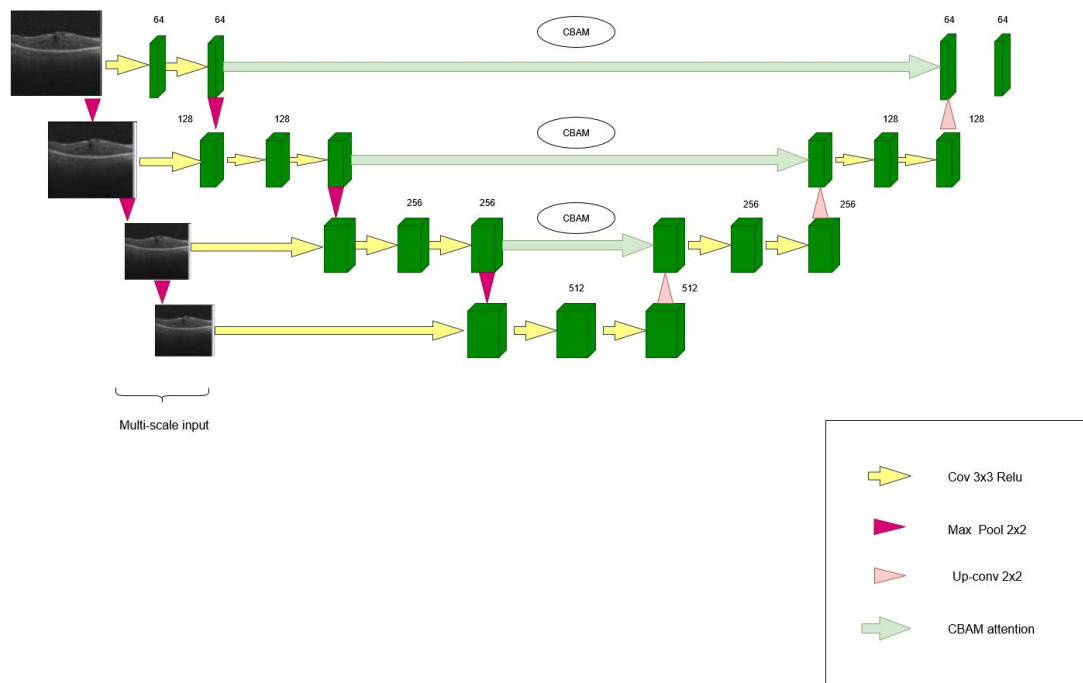 64
64
CBAM
64
64
128
128
CBAM
128
128
256
256
CBAM
256
256
512
512
Multi-scale input
Cov 3x3 Relu
Max Pool 2x2
Up-conv 2x2
CBAM attention